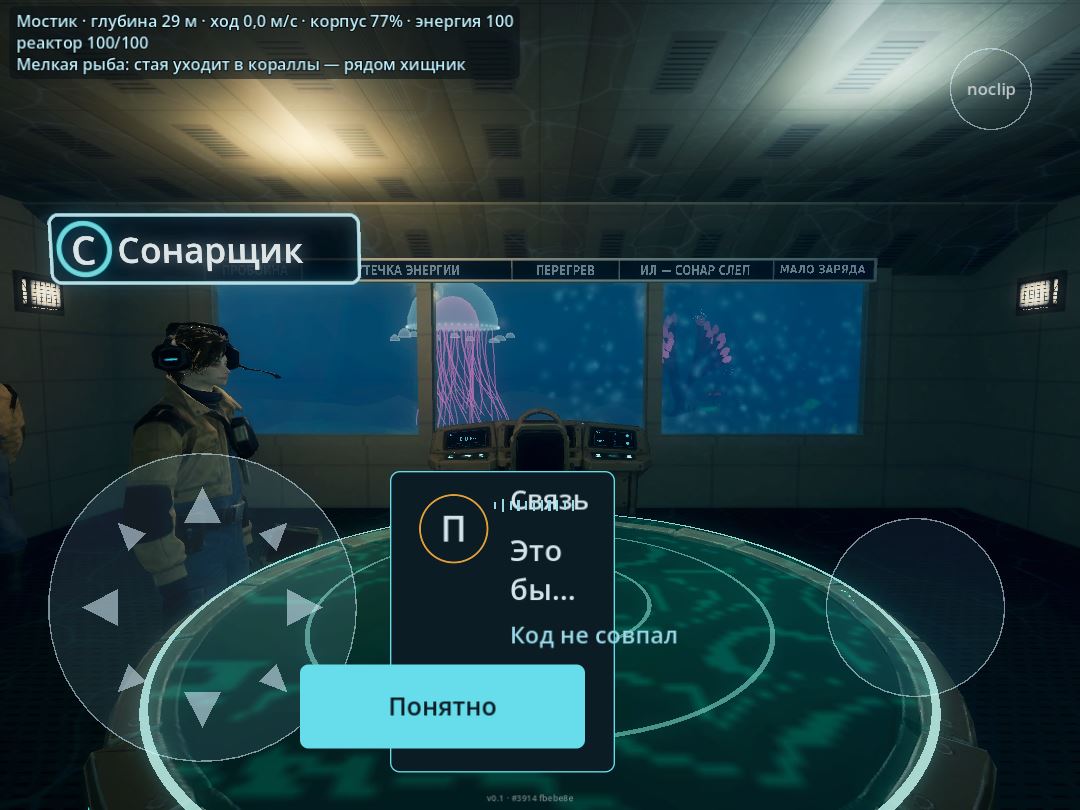 Мостик · глубина 29 м · ход 0,0 м/с · корпус 77% · энергия 100
реактор 100/100
Мелкая рыба: стая уходит в кораллы — рядом хищник
noclip
С Сонарщик
ПРОБОИНА
ТЕЧКА ЭНЕРГИИ
ПЕРЕГРЕВ
ИЛ — СОНАР СЛЕП
МАЛО ЗАРЯДА
П
Связь
Это
бы...
Код не совпал
Понятно
v0.1 · #3914 fbebe8e